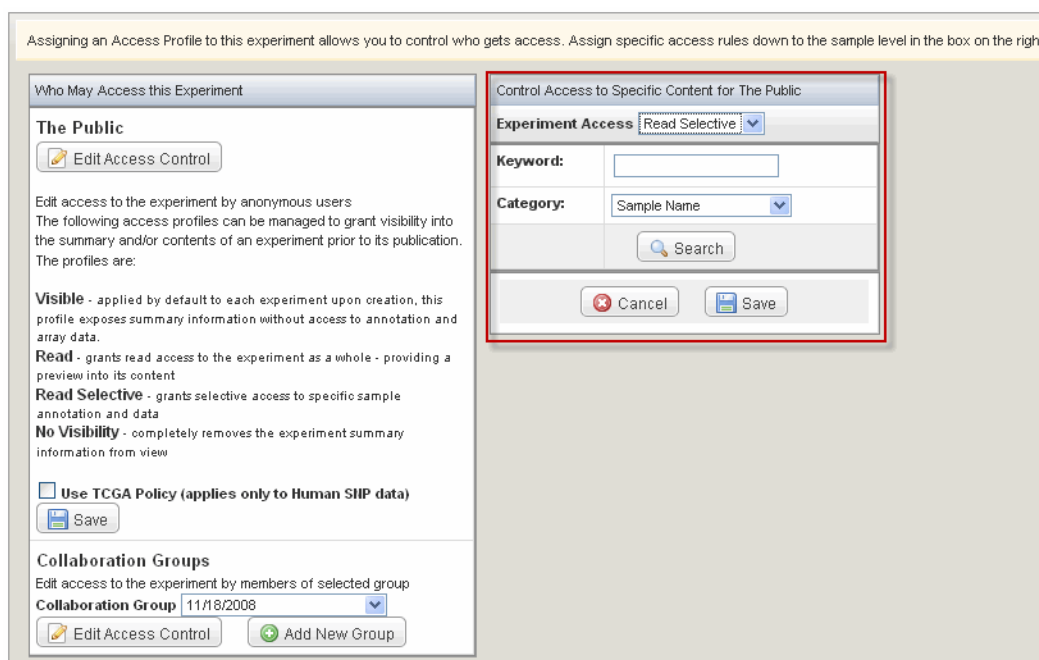 Assigning an Access Profile to this experiment allows you to control who gets access. Assign specific access rules down to the sample level in the box on the
Who May Access this Experiment
The Public
Edit Access Control
Edit access to the experiment by anonymous users
The following access profiles can be managed to grant visibility into
the summary and/or contents of an experiment prior to its publication.
The profiles are:
Visible - applied by default to each experiment upon creation, this
profile exposes summary information without access to annotation and
array data.
Read - grants read access to the experiment as a whole - providing a
preview into its content
Read Selective - grants selective access to specific sample
annotation and data
No Visibility - completely removes the experiment summary
information from view
Use TCGA Policy (applies only to Human SNP data)
Save
Collaboration Groups
Edit access to the experiment by members of selected group
Collaboration Group 11/18/2008
Edit Access Control Add New Group
Control Access to Specific Content for The Public
Experiment Access Read Selective
Keyword:
Category: Sample Name
Search
Cancel Save